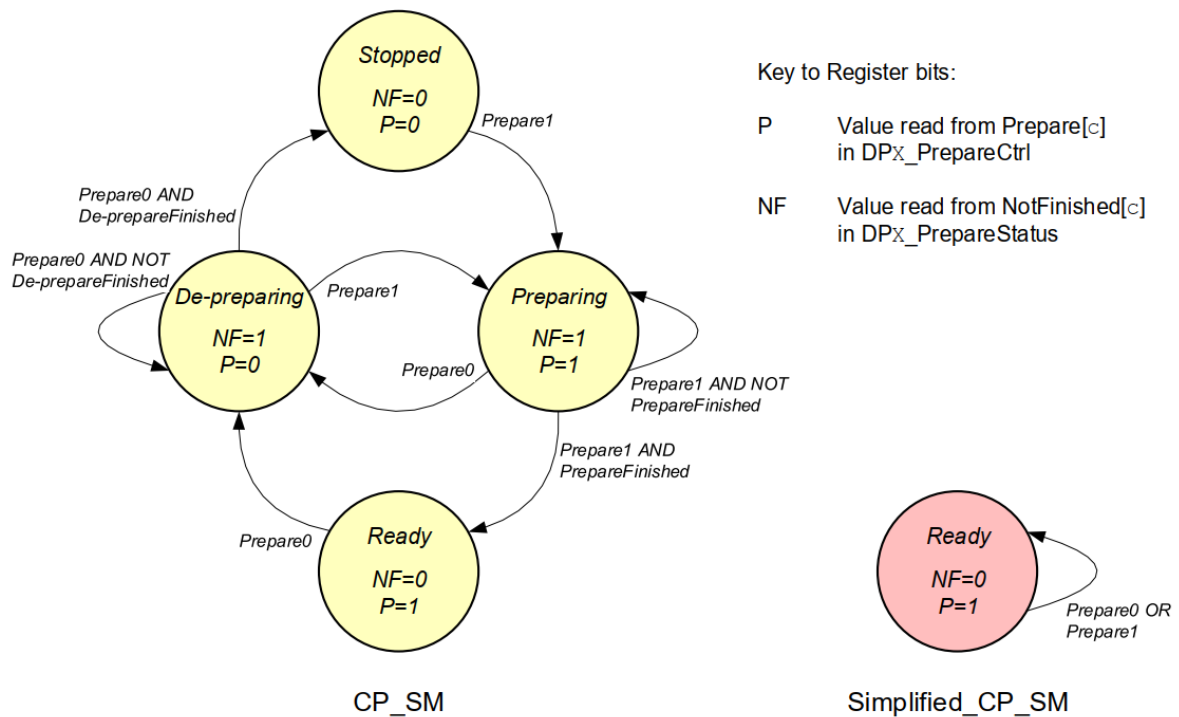 Stopped
NF=0
P=0
Prepare1
Key to Register bits:
P Value read from Prepare[c]
in DPX_PrepareCtrl
NF Value read from NotFinished[c]
in DPX_PrepareStatus
Prepare0 AND
De-prepareFinished
Prepare0 AND NOT
De-prepareFinished
De-preparing
NF=1
P=0
Prepare1
Preparing
NF=1
P=1
Prepare0
Prepare1 AND NOT
PrepareFinished
Prepare1 AND
PrepareFinished
Prepare0
Ready
NF=0
P=1
Ready
NF=0
P=1
Prepare0 OR
Prepare1
CP_SM
Simplified_CP_SM